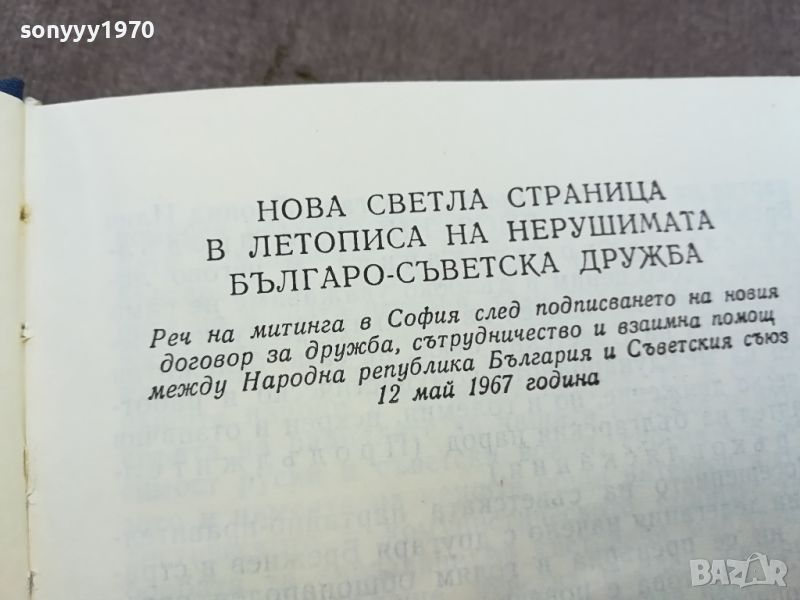 sonyyy1970
НОВА СВЕТЛА СТРАНИЦА
В ЛЕТОПИСА НА НЕРУШИМАТА
БЪЛГАРО-СЪВЕТСКА ДРУЖБА
Реч на митинга в София след подписването на новия
договор за дружба, сътрудничество и взаимна помощ
между Народна република България и Съветския съюз
12 май 1967 година
BAZAR